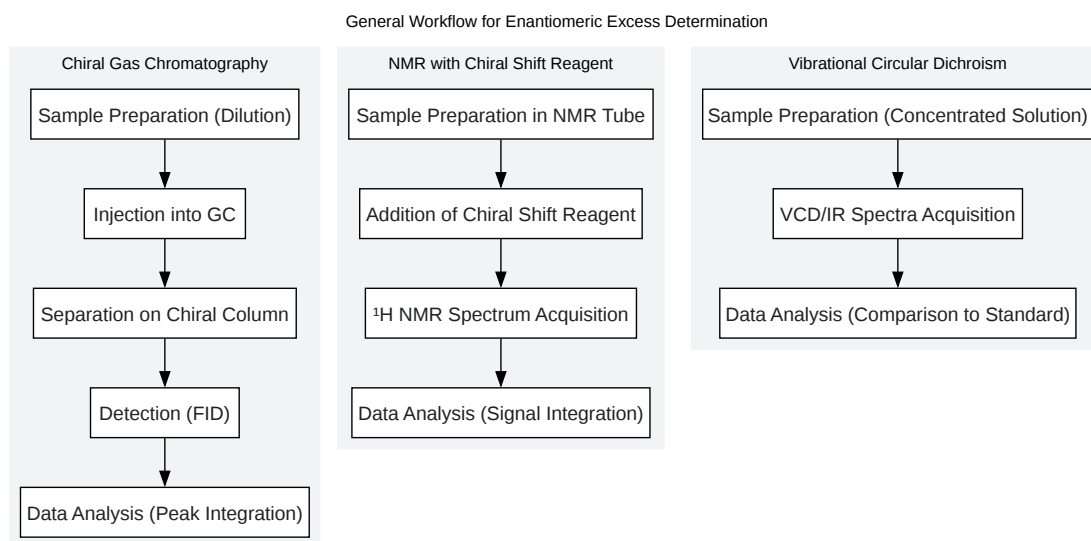 General Workflow for Enantiomeric Excess Determination
Chiral Gas Chromatography
Sample Preparation (Dilution)
Injection into GC
Separation on Chiral Column
Detection (FID)
Data Analysis (Peak Integration)
NMR with Chiral Shift Reagent
Sample Preparation in NMR Tube
Addition of Chiral Shift Reagent
¹H NMR Spectrum Acquisition
Data Analysis (Signal Integration)
Vibrational Circular Dichroism
Sample Preparation (Concentrated Solution)
VCD/IR Spectra Acquisition
Data Analysis (Comparison to Standard)